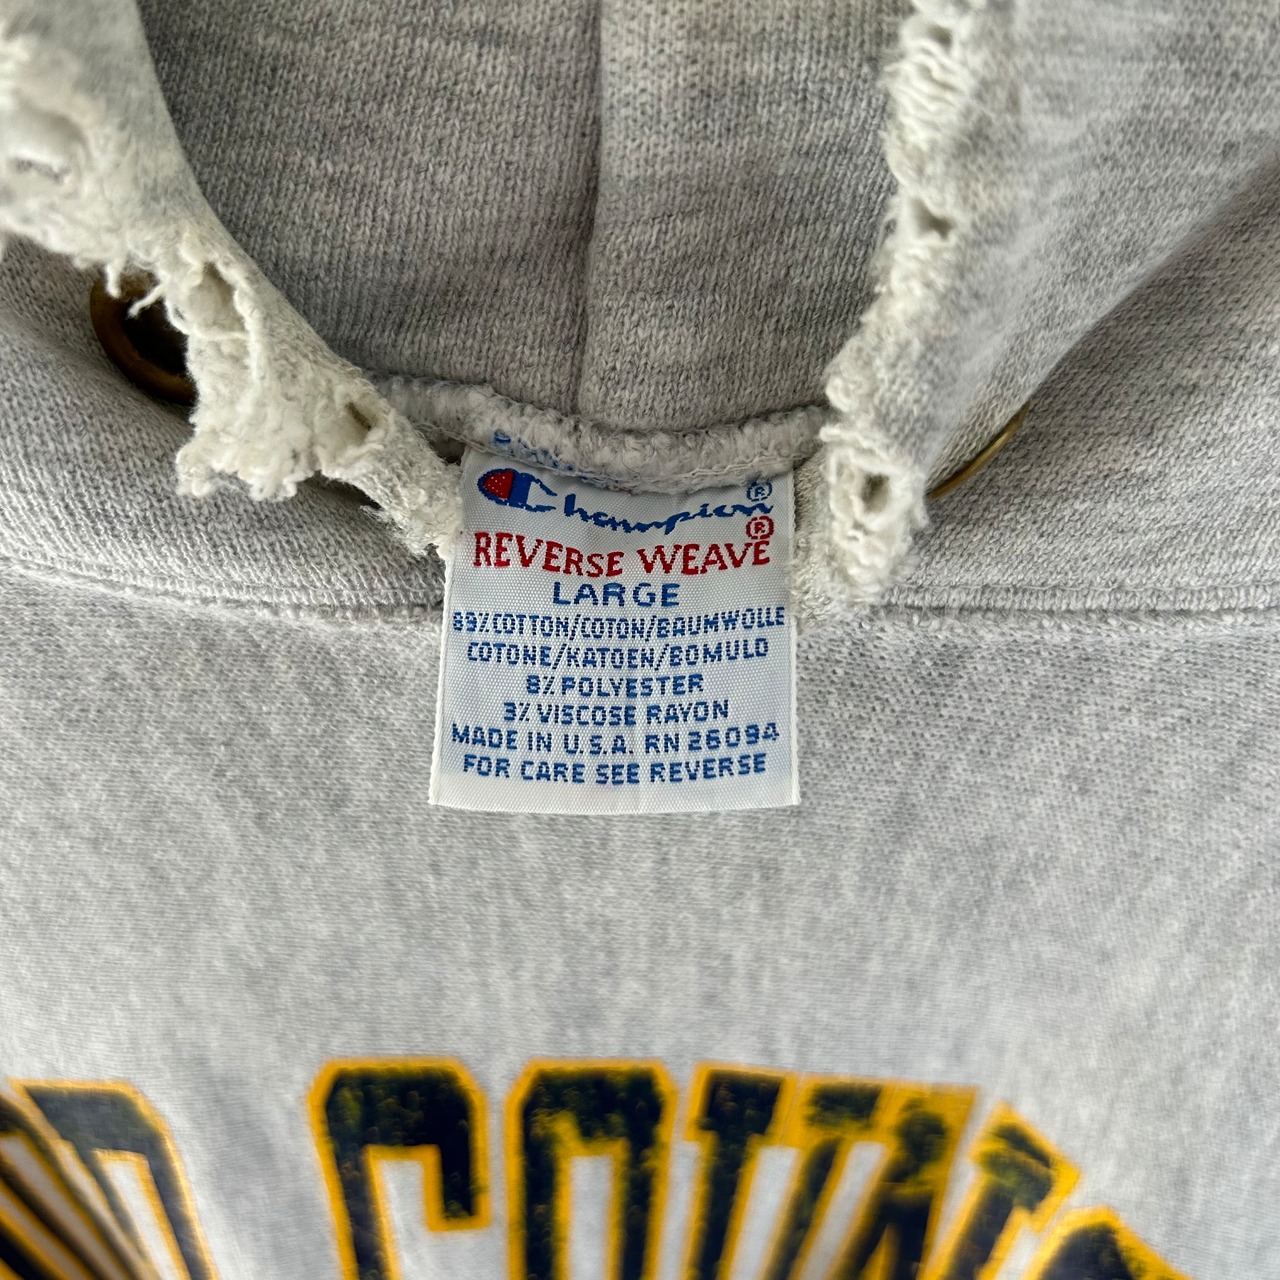 Champion®
REVERSE WEAVE®
LARGE
89% COTTON/COTON/BAUMWOLLE
COTONE/KATOEN/BOMULD
8% POLYESTER
3% VISCOSE RAYON
MADE IN U.S.A. RN 26094
FOR CARE SEE REVERSE